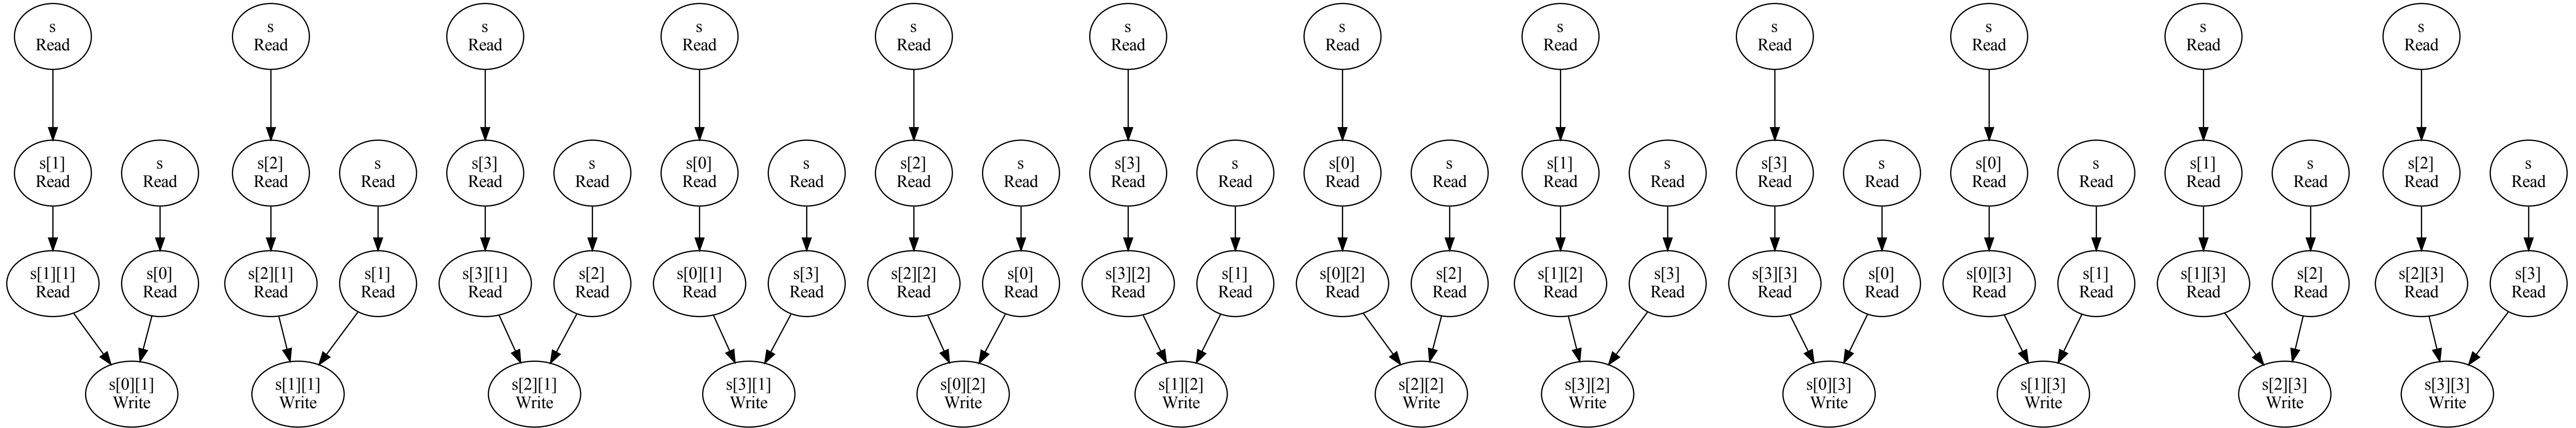 s
Read
s
Read
s
Read
s
Read
s
Read
s
Read
s
Read
s
Read
s
Read
s
Read
s
Read
s
Read
s[1]
Read
s
Read
s[2]
Read
s
Read
s[3]
Read
s
Read
s[0]
Read
s
Read
s[2]
Read
s
Read
s[3]
Read
s
Read
s[0]
Read
s
Read
s[1]
Read
s
Read
s[3]
Read
s
Read
s[0]
Read
s
Read
s[1]
Read
s
Read
s[2]
Read
s
Read
s[1][1]
Read
s[0]
Read
s[2][1]
Read
s[1]
Read
s[3][1]
Read
s[2]
Read
s[0][1]
Read
s[3]
Read
s[2][2]
Read
s[0]
Read
s[3][2]
Read
s[1]
Read
s[0][2]
Read
s[2]
Read
s[1][2]
Read
s[3]
Read
s[3][3]
Read
s[0]
Read
s[0][3]
Read
s[1]
Read
s[1][3]
Read
s[2]
Read
s[2][3]
Read
s[3]
Read
s[0][1]
Write
s[1][1]
Write
s[2][1]
Write
s[3][1]
Write
s[0][2]
Write
s[1][2]
Write
s[2][2]
Write
s[3][2]
Write
s[0][3]
Write
s[1][3]
Write
s[2][3]
Write
s[3][3]
Write